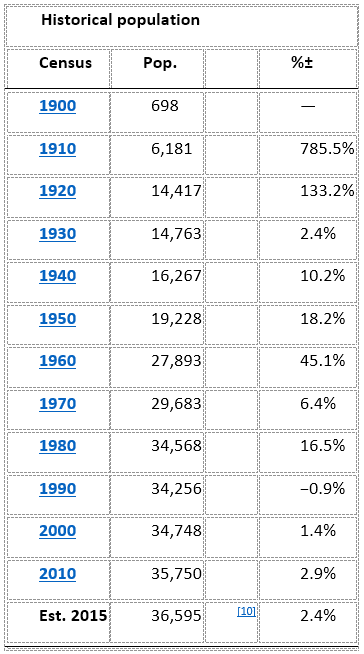 Historical population
Census Pop. %±
1900 698 —
1910 6,181 785.5%
1920 14,417 133.2%
1930 14,763 2.4%
1940 16,267 10.2%
1950 19,228 18.2%
1960 27,893 45.1%
1970 29,683 6.4%
1980 34,568 16.5%
1990 34,256 −0.9%
2000 34,748 1.4%
2010 35,750 2.9%
Est. 2015 36,595 [10] 2.4%